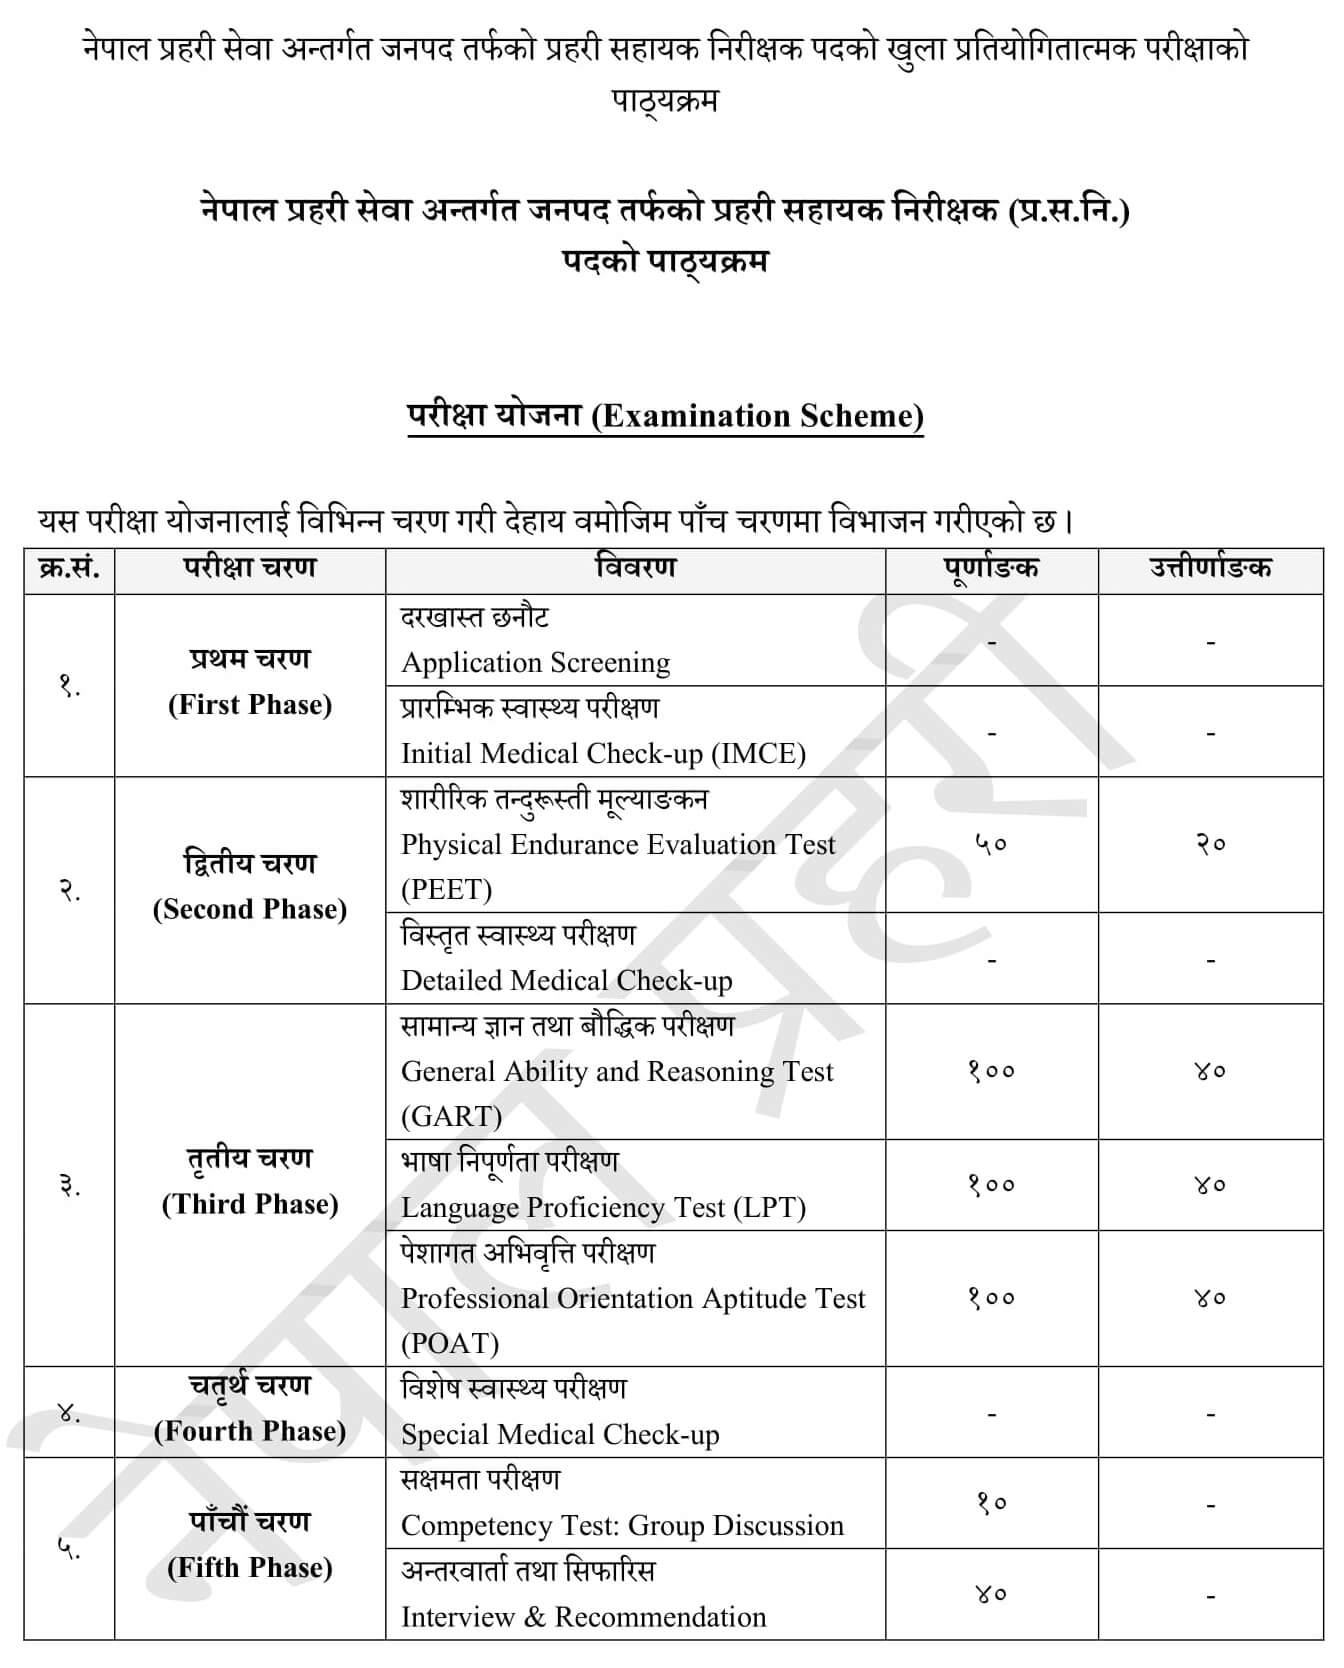 नेपाल प्रहरी सेवा अन्तर्गत जनपद तर्फको प्रहरी सहायक निरीक्षक पदको खुला प्रतियोगितात्मक परीक्षाको
पाठ्यक्रम
नेपाल प्रहरी सेवा अन्तर्गत जनपद तर्फको प्रहरी सहायक निरीक्षक (प्र.स.नि.)
पदको पाठ्यक्रम
परीक्षा योजना (Examination Scheme)
यस परीक्षा योजनालाई विभिन्न चरण गरी देहाय वमोजिम पाँच चरणमा विभाजन गरीएको छ।
क्र.सं. परीक्षा चरण विवरण पूर्णाङक उत्तीर्णाङक
१.
प्रथम चरण
(First Phase)
दरखास्त छनौट
Application Screening
- -
प्रारम्भिक स्वास्थ्य परीक्षण
Initial Medical Check-up (IMCE)
- -
२.
द्वितीय चरण
(Second Phase)
शारीरिक तन्दुरूस्ती मूल्याङकन
Physical Endurance Evaluation Test
(PEET)
५० २०
विस्तृत स्वास्थ्य परीक्षण
Detailed Medical Check-up
- -
३.
तृतीय चरण
(Third Phase)
सामान्य ज्ञान तथा बौद्धिक परीक्षण
General Ability and Reasoning Test
(GART)
१०० ४०
भाषा निपूर्णता परीक्षण
Language Proficiency Test (LPT)
१०० ४०
पेशागत अभिवृत्ति परीक्षण
Professional Orientation Aptitude Test
(POAT)
१०० ४०
४.
चतृर्थ चरण
(Fourth Phase)
विशेष स्वास्थ्य परीक्षण
Special Medical Check-up
- -
५.
पाँचौं चरण
(Fifth Phase)
सक्षमता परीक्षण
Competency Test: Group Discussion
१० -
अन्तरवार्ता तथा सिफारिस
Interview & Recommendation
४० -
नेपाल प्रहरी